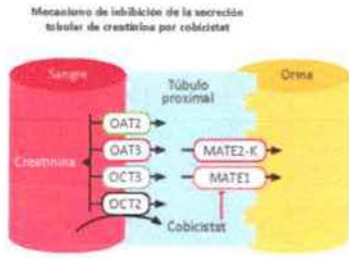 Mecanismo de inhibición de la secreción
tubular de creatinina por cobicistat
Sangre
Túbulo
proximal
Orina
OAT2
OAT3
MATE2-K
Creatinina
OCT3
MATE1
OCT2
Cobicistat